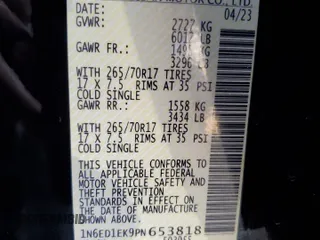 MOTOR CO., LTD.
DATE: 04/23
GVWR: 2727 KG
6012 LB
GAWR FR.: 1495 KG
3296 LB
WITH 265/70R17 TIRES
17 X 7.5 RIMS AT 35 PSI
COLD SINGLE
GAWR RR.: 1558 KG
3434 LB
WITH 265/70R17 TIRES
17 X 7.5 RIMS AT 35 PSI
COLD SINGLE
THIS VEHICLE CONFORMS TO
ALL APPLICABLE FEDERAL
MOTOR VEHICLE SAFETY AND
THEFT PREVENTION
STANDARDS IN EFFECT ON
THE DATE OF MANUFACTURE
SHOWN ABOVE.
1N6ED1EK9PN653818